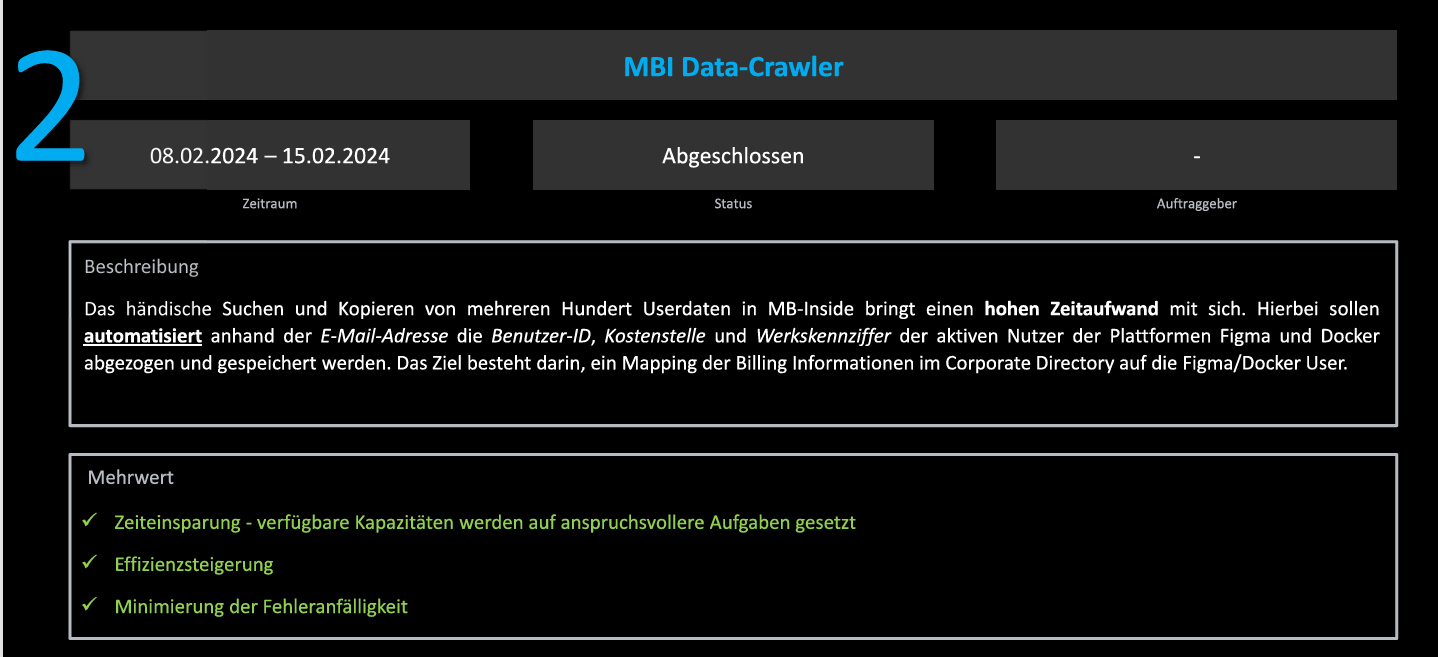 2
MBI Data-Crawler
08.02.2024 – 15.02.2024
Abgeschlossen
-
Zeitraum
Status
Auftraggeber
Beschreibung
Das händische Suchen und Kopieren von mehreren Hundert Userdaten in MB-Inside bringt einen hohen Zeitaufwand mit sich. Hierbei sollen
automatisiert anhand der E-Mail-Adresse die Benutzer-ID, Kostenstelle und Werkskennziffer der aktiven Nutzer der Plattformen Figma und Docker
abgezogen und gespeichert werden. Das Ziel besteht darin, ein Mapping der Billing Informationen im Corporate Directory auf die Figma/Docker User.
Mehrwert
✓ Zeiteinsparung - verfügbare Kapazitäten werden auf anspruchsvollere Aufgaben gesetzt
✓ Effizienzsteigerung
✓ Minimierung der Fehleranfälligkeit